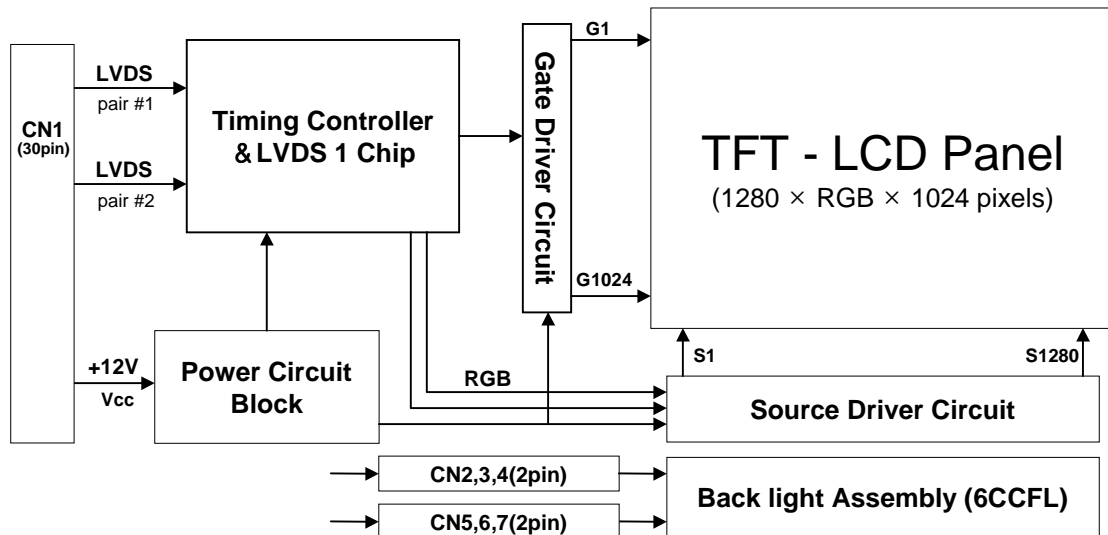 CN1
(30pin)
LVDS
pair #1
LVDS
pair #2
+12V
Vcc
Timing Controller
&LVDS 1 Chip
Power Circuit
Block
RGB
Gate Driver Circuit
G1
G1024
TFT - LCD Panel
(1280 × RGB × 1024 pixels)
S1
S1280
Source Driver Circuit
CN2,3,4(2pin)
CN5,6,7(2pin)
Back light Assembly (6CCFL)